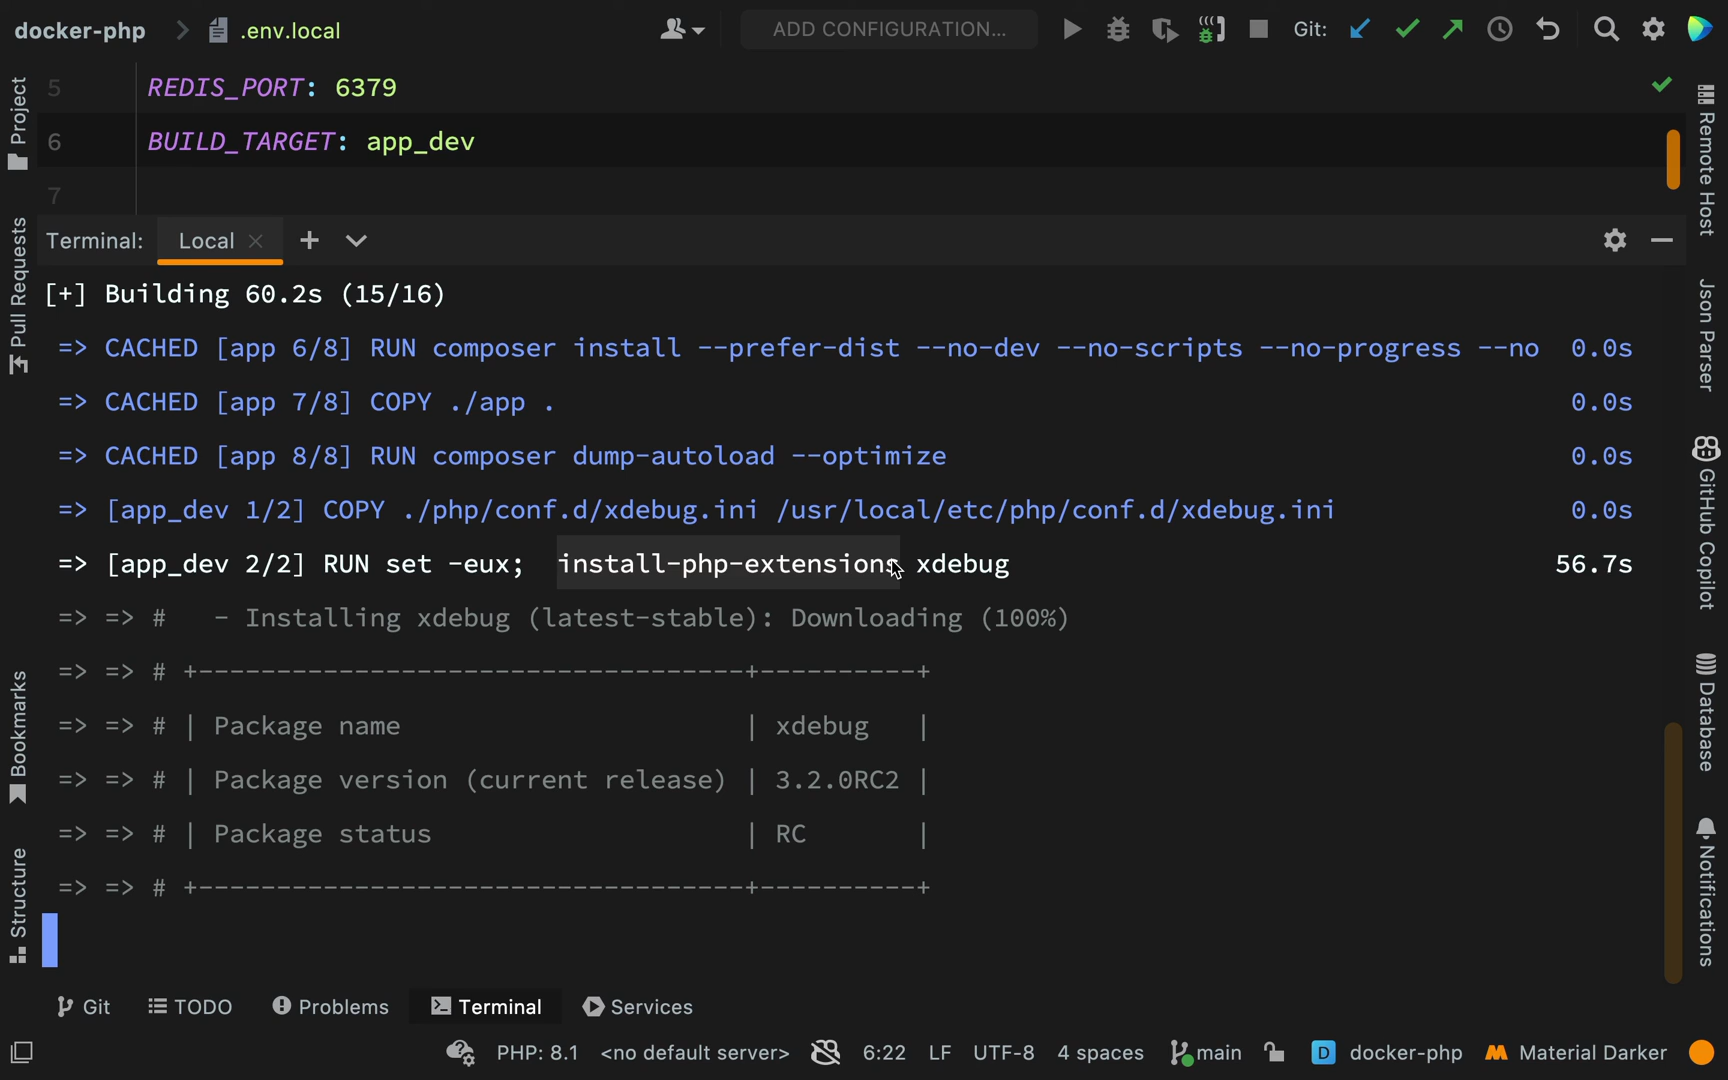 docker-php
.env.local
ADD CONFIGURATION...
Git:
5 REDIS_PORT: 6379
6 BUILD_TARGET: app_dev
7
Project
Pull Requests
Bookmarks
Structure
Terminal: Local
[+] Building 60.2s (15/16)
=> CACHED [app 6/8] RUN composer install --prefer-dist --no-dev --no-scripts --no-progress --no 0.0s
=> CACHED [app 7/8] COPY ./app . 0.0s
=> CACHED [app 8/8] RUN composer dump-autoload --optimize 0.0s
=> [app_dev 1/2] COPY ./php/conf.d/xdebug.ini /usr/local/etc/php/conf.d/xdebug.ini 0.0s
=> [app_dev 2/2] RUN set -eux; install-php-extensions xdebug 56.7s
=> => # - Installing xdebug (latest-stable): Downloading (100%)
=> => # +-----------------------------------+----------+
=> => # | Package name | xdebug |
=> => # | Package version (current release) | 3.2.0RC2 |
=> => # | Package status | RC |
=> => # +-----------------------------------+----------+
Remote Host
Json Parser
GitHub Copilot
Database
Notifications
Git TODO Problems Terminal Services
PHP: 8.1 <no default server> 6:22 LF UTF-8 4 spaces main D docker-php Material Darker